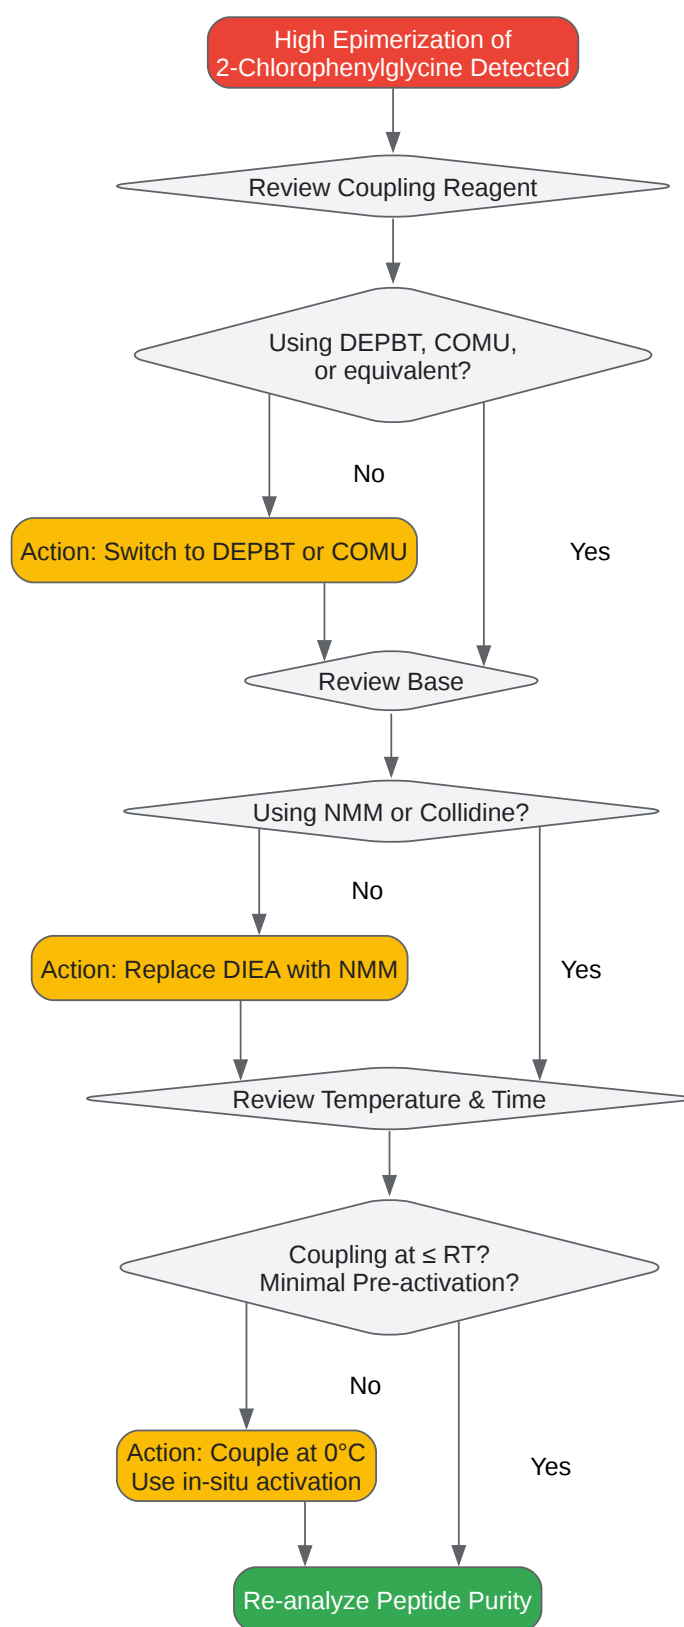 High Epimerization of
2-Chlorophenylglycine Detected
Review Coupling Reagent
Using DEPBT, COMU,
or equivalent?
No
Action: Switch to DEPBT or COMU
Yes
Review Base
Using NMM or Collidine?
No
Action: Replace DIEA with NMM
Yes
Review Temperature & Time
Coupling at ≤ RT?
Minimal Pre-activation?
No
Action: Couple at 0°C
Use in-situ activation
Yes
Re-analyze Peptide Purity